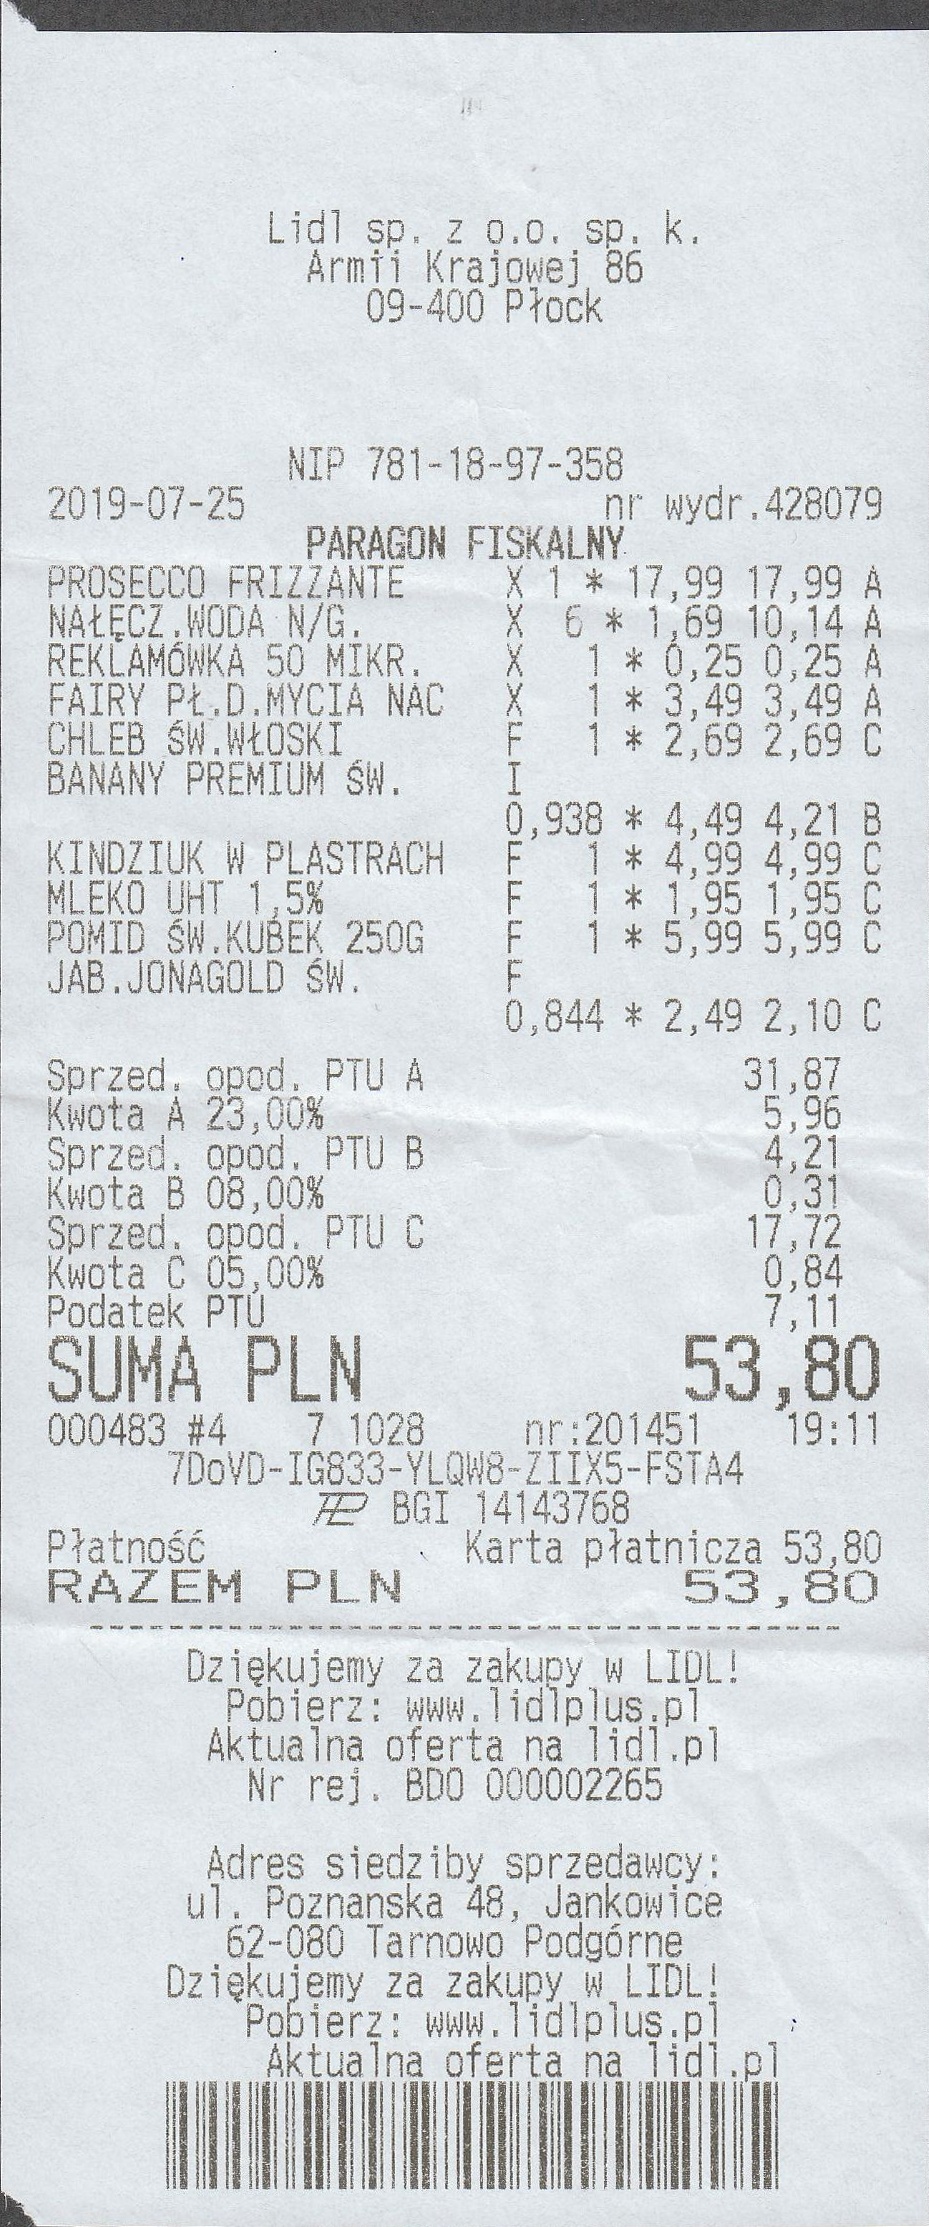 Lidl sp. z o.o. sp. k.
Armii Krajowej 86
09-400 Płock
NIP 781-18-97-358
2019-07-25 nr wydr.428079
PARAGON FISKALNY
PROSECCO FRIZZANTE X 1 * 17,99 17,99 A
NAŁĘCZ.WODA N/G. X 6 * 1,69 10,14 A
REKLAMÓWKA 50 MIKR. X 1 * 0,25 0,25 A
FAIRY PŁ.D.MYCIA NAC X 1 * 3,49 3,49 A
CHLEB ŚW.WŁOSKI F 1 * 2,69 2,69 C
BANANY PREMIUM ŚW. I
0,938 * 4,49 4,21 B
KINDZIUK W PLASTRACH F 1 * 4,99 4,99 C
MLEKO UHT 1,5% F 1 * 1,95 1,95 C
POMID ŚW.KUBEK 250G F 1 * 5,99 5,99 C
JAB.JONAGOLD ŚW. F
0,844 * 2,49 2,10 C
Sprzed. opod. PTU A 31,87
Kwota A 23,00% 5,96
Sprzed. opod. PTU B 4,21
Kwota B 08,00% 0,31
Sprzed. opod. PTU C 17,72
Kwota C 05,00% 0,84
Podatek PTU 7,11
SUMA PLN 53,80
000483 #4 7 1028 nr:201451 19:11
7DoVD-IG833-YLQW8-ZIIX5-FSTA4
BGI 14143768
Płatność Karta płatnicza 53,80
RAZEM PLN 53,80
Dziękujemy za zakupy w LIDL!
Pobierz: www.lidlplus.pl
Aktualna oferta na lidl.pl
Nr rej. BDO 000002265
Adres siedziby sprzedawcy:
ul. Poznanska 48, Jankowice
62-080 Tarnowo Podgórne
Dziękujemy za zakupy w LIDL!
Pobierz: www.lidlplus.pl
Aktualna oferta na lidl.pl